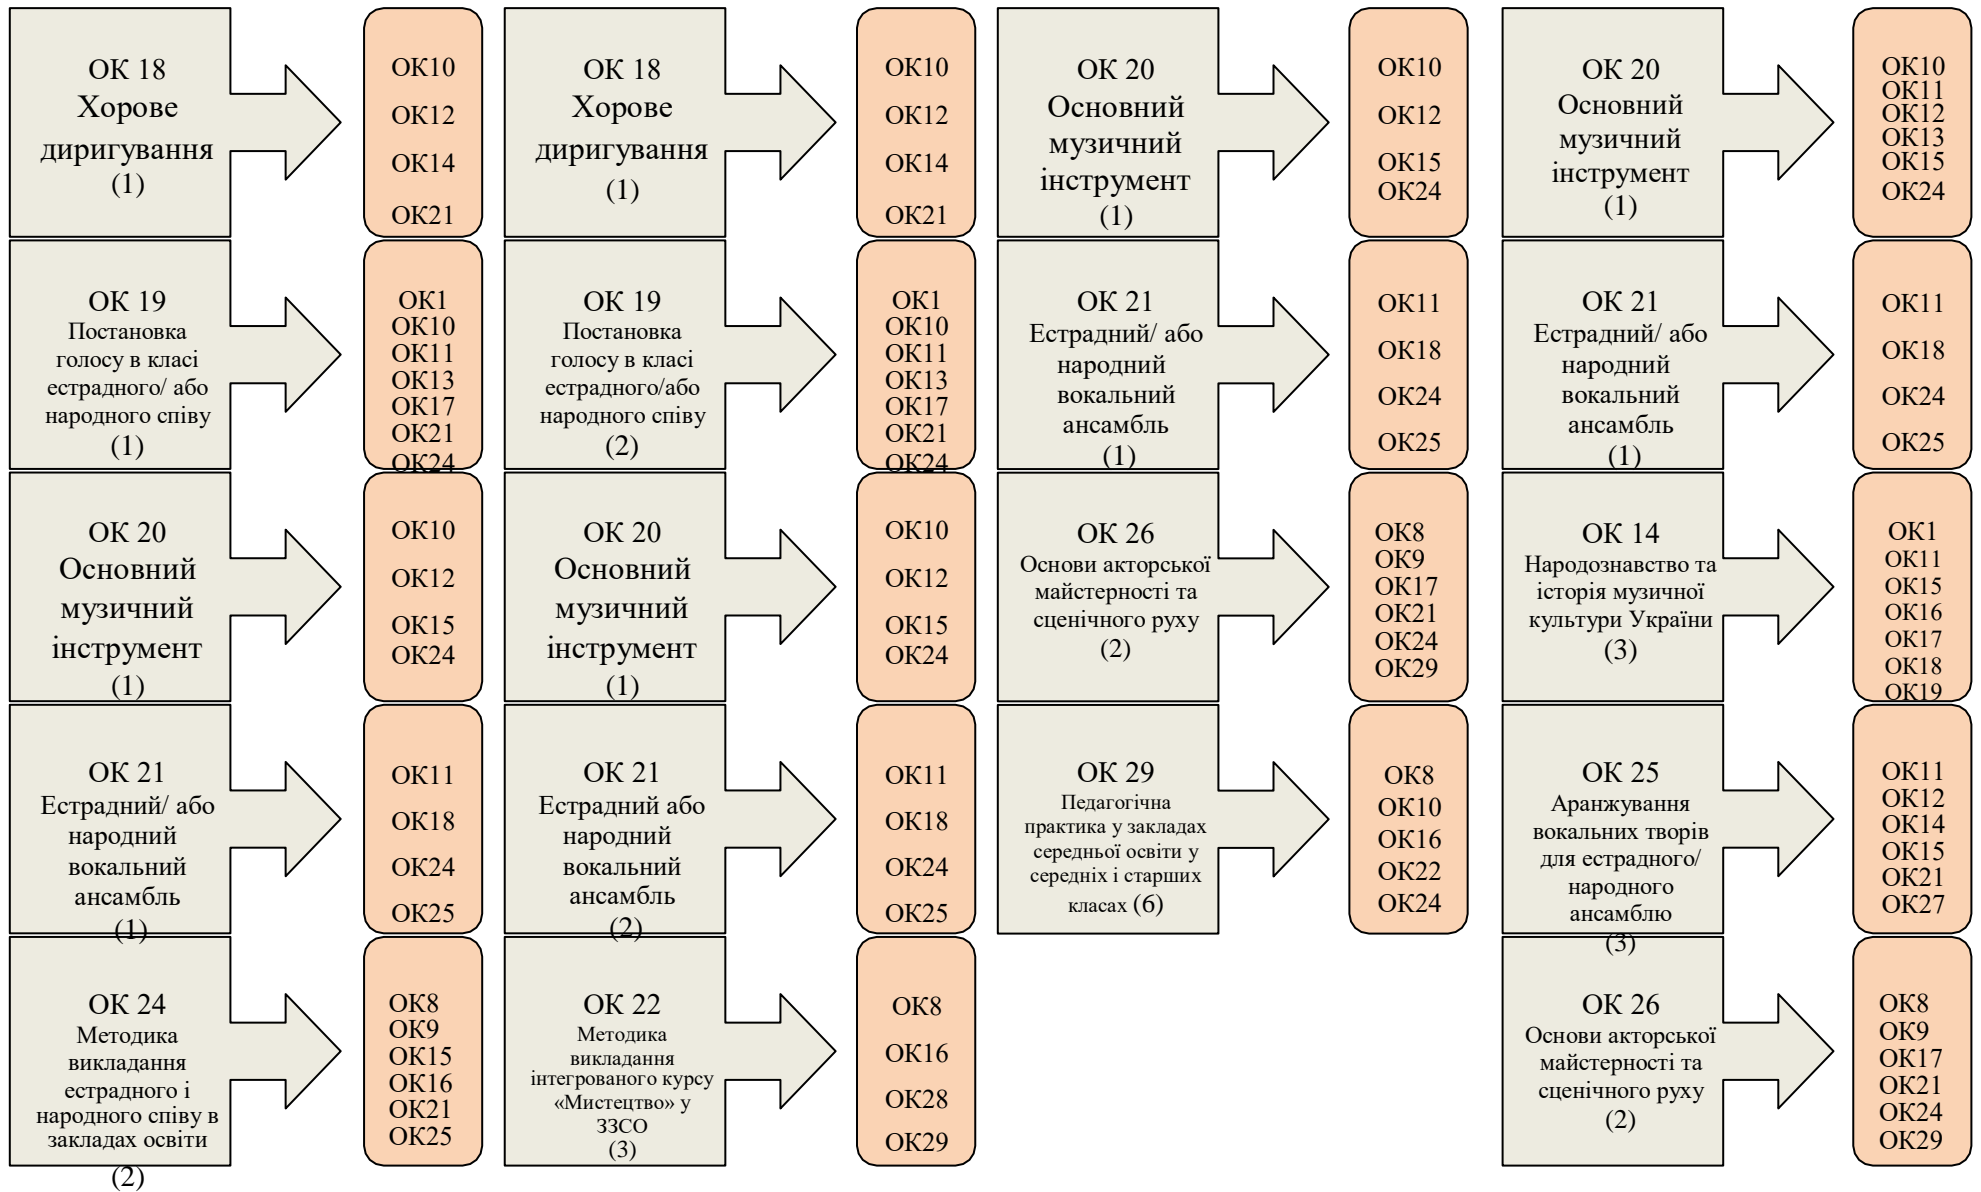 ОК 18
Хорове
диригування
(1)
ОК10
ОК12
ОК14
ОК21
ОК 18
Хорове
диригування
(1)
ОК10
ОК12
ОК14
ОК21
ОК 20
Основний
музичний
інструмент
(1)
ОК10
ОК12
ОК15
ОК24
ОК 20
Основний
музичний
інструмент
(1)
ОК10
ОК11
ОК12
ОК13
ОК15
ОК24
ОК 19
Постановка
голосу в класі
естрадного/ або
народного співу
(1)
ОК1
ОК10
ОК11
ОК13
ОК17
ОК21
ОК24
ОК 19
Постановка
голосу в класі
естрадного/або
народного співу
(2)
ОК1
ОК10
ОК11
ОК13
ОК17
ОК21
ОК24
ОК 21
Естрадний/ або
народний
вокальний
ансамбль
(1)
ОК11
ОК18
ОК24
ОК25
ОК 21
Естрадний/ або
народний
вокальний
ансамбль
(1)
ОК11
ОК18
ОК24
ОК25
ОК 20
Основний
музичний
інструмент
(1)
ОК10
ОК12
ОК15
ОК24
ОК 20
Основний
музичний
інструмент
(1)
ОК10
ОК12
ОК15
ОК24
ОК 26
Основи акторської
майстерності та
сценічного руху
(2)
ОК8
ОК9
ОК17
ОК21
ОК24
ОК29
ОК 14
Народознавство та
історія музичної
культури України
(3)
ОК1
ОК11
ОК15
ОК16
ОК17
ОК18
ОК19
ОК 21
Естрадний/ або
народний
вокальний
ансамбль
(1)
ОК11
ОК18
ОК24
ОК25
ОК 21
Естрадний або
народний
вокальний
ансамбль
(2)
ОК11
ОК18
ОК24
ОК25
ОК 29
Педагогічна
практика у закладах
середньої освіти у
середніх і старших
класах (6)
ОК8
ОК10
ОК16
ОК22
ОК24
ОК 25
Аранжування
вокальних творів
для естрадного/
народного
ансамблю
(3)
ОК11
ОК12
ОК14
ОК15
ОК21
ОК27
ОК 24
Методика
викладання
естрадного і
народного співу в
закладах освіти
(2)
ОК8
ОК9
ОК15
ОК16
ОК21
ОК25
ОК 22
Методика
викладання
інтегрованого курсу
«Мистецтво» у
ЗЗСО
(3)
ОК8
ОК16
ОК28
ОК29
ОК 26
Основи акторської
майстерності та
сценічного руху
(2)
ОК8
ОК9
ОК17
ОК21
ОК24
ОК29